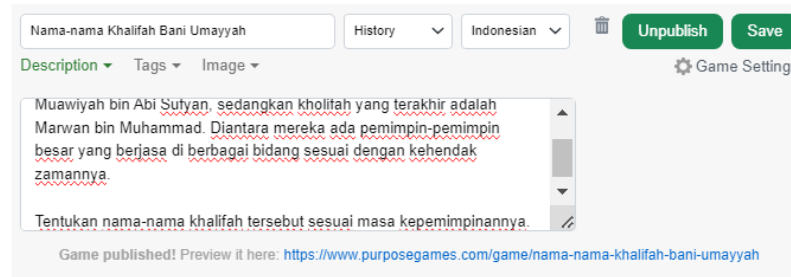 Nama-nama Khalifah Bani Umayyah
History
Indonesian
Unpublish
Save
Description
Tags
Image
Game Setting
Muawiyah bin Abi Sufyan, sedangkan kholifah yang terakhir adalah
Marwan bin Muhammad. Diantara mereka ada pemimpin-pemimpin
besar yang berjasa di berbagai bidang sesuai dengan kehendak
zamannya.
Tentukan nama-nama khalifah tersebut sesuai masa kepemimpinannya.
Game published! Preview it here: https://www.purposegames.com/game/nama-nama-khalifah-bani-umayyah